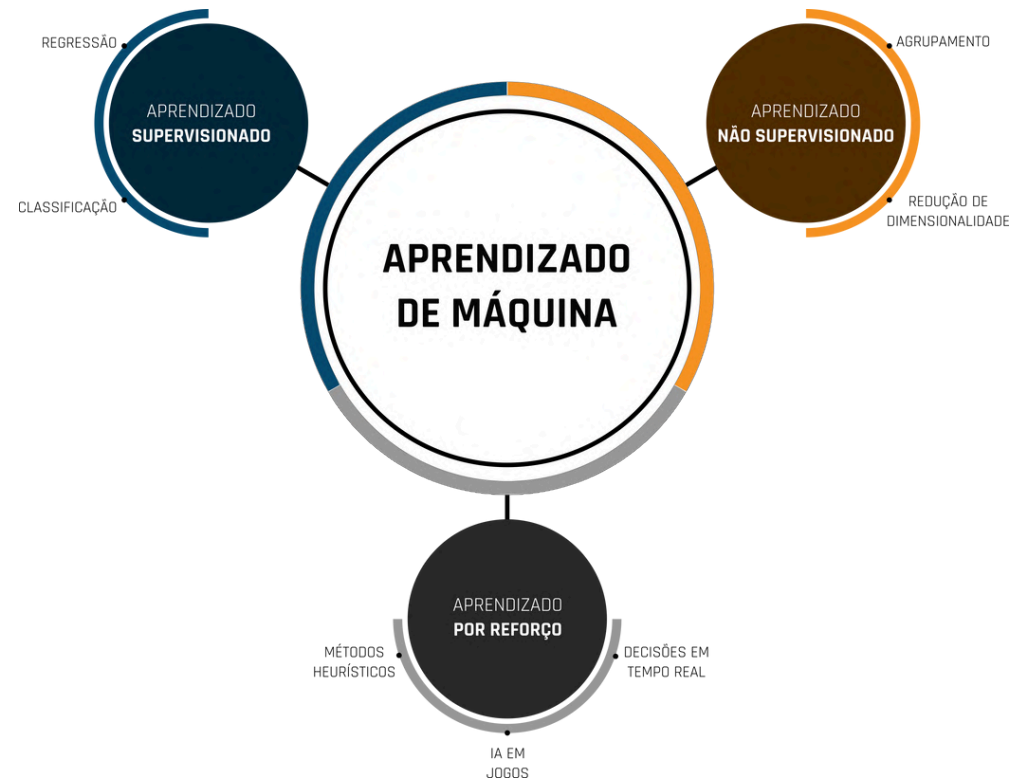 REGRESSÃO
APRENDIZADO
SUPERVISIONADO
CLASSIFICAÇÃO
AGRUPAMENTO
APRENDIZADO
NÃO SUPERVISIONADO
REDUÇÃO DE
DIMENSIONALIDADE
APRENDIZADO
DE MÁQUINA
APRENDIZADO
POR REFORÇO
MÉTODOS
HEURÍSTICOS
DECISÕES EM
TEMPO REAL
IA EM
JOGOS